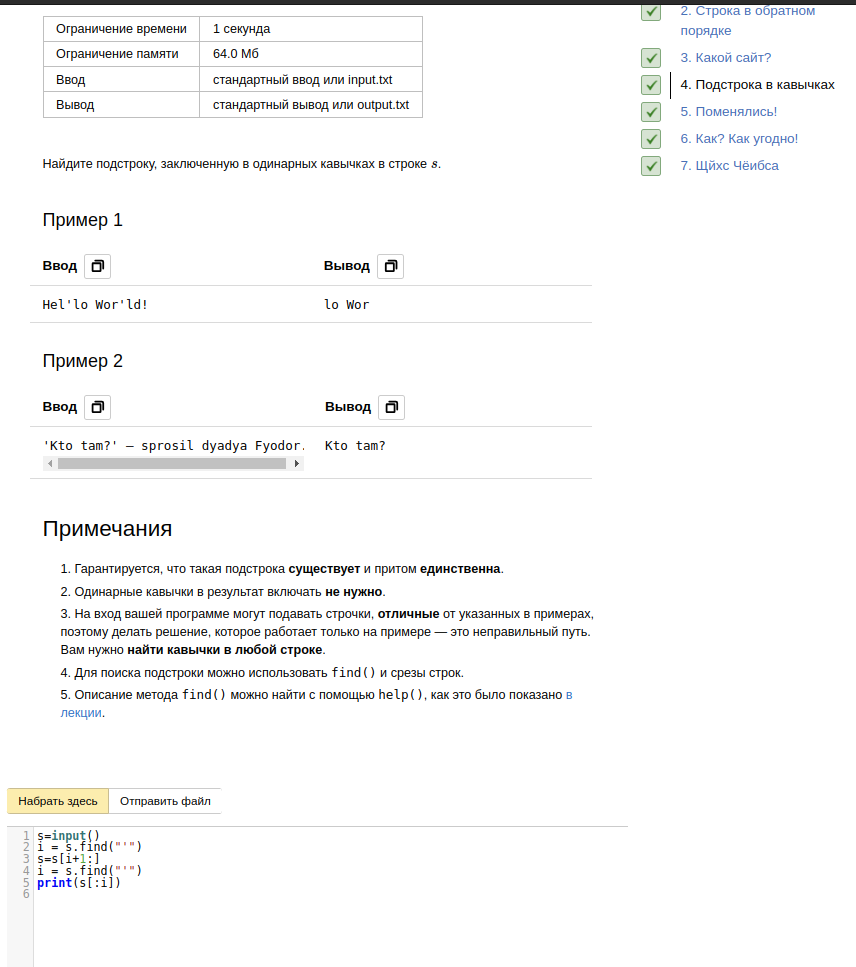 Ограничение времени 1 секунда
Ограничение памяти 64.0 Мб
Ввод стандартный ввод или input.txt
Вывод стандартный вывод или output.txt
Найдите подстроку, заключенную в одинарных кавычках в строке s.
Пример 1
Ввод Вывод
Hel'lo Wor'ld! lo Wor
Пример 2
Ввод Вывод
'Kto tam?' — sprosil dyadya Fyodor. Kto tam?
Примечания
1. Гарантируется, что такая подстрока существует и притом единственна.
2. Одинарные кавычки в результат включать не нужно.
3. На вход вашей программе могут подавать строчки, отличные от указанных в примерах,
поэтому делать решение, которое работает только на примере — это неправильный путь.
Вам нужно найти кавычки в любой строке.
4. Для поиска подстроки можно использовать find() и срезы строк.
5. Описание метода find() можно найти с помощью help(), как это было показано в
лекции.
Набрать здесь Отправить файл
1 s=input()
2 i = s.find("'")
3 s=s[i+1:]
4 i = s.find("'")
5 print(s[:i])
6
2. Строка в обратном
порядке
3. Какой сайт?
4. Подстрока в кавычках
5. Поменялись!
6. Как? Как угодно!
7. Щйхс Чёибса